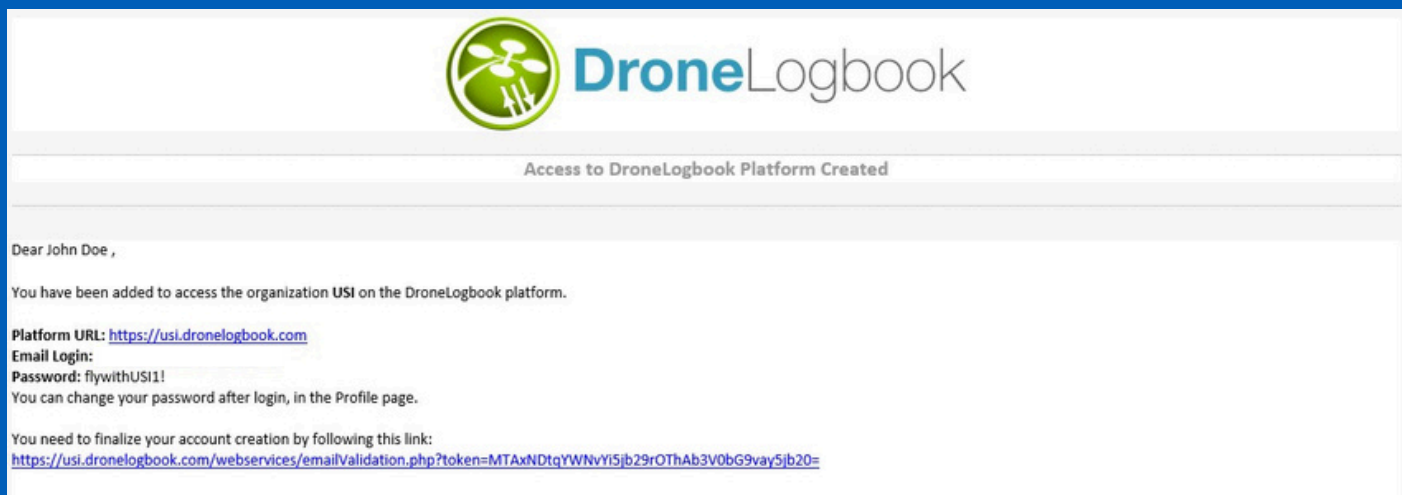 DroneLogbook
Access to DroneLogbook Platform Created
Dear John Doe ,
You have been added to access the organization USI on the DroneLogbook platform.
Platform URL: https://usi.dronelogbook.com
Email Login:
Password: flywithUSI1!
You can change your password after login, in the Profile page.
You need to finalize your account creation by following this link:
https://usi.dronelogbook.com/webservices/emailValidation.php?token=MTAxNDtqYWNvYi5jb29rOThAb3V0bG9vay5jb20=